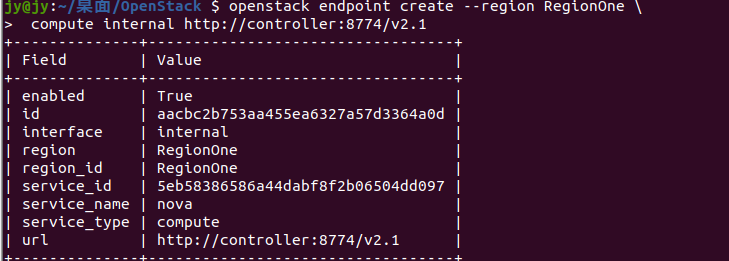 jy@jy:~/桌面/OpenStack $ openstack endpoint create --region RegionOne \
>  compute internal http://controller:8774/v2.1
+--------------+----------------------------------+
| Field        | Value                            |
+--------------+----------------------------------+
| enabled      | True                             |
| id           | aacbc2b753aa455ea6327a57d3364a0d |
| interface    | internal                         |
| region       | RegionOne                        |
| region_id    | RegionOne                        |
| service_id   | 5eb58386586a44dabf8f2b06504dd097 |
| service_name | nova                             |
| service_type | compute                          |
| url          | http://controller:8774/v2.1      |
+--------------+----------------------------------+